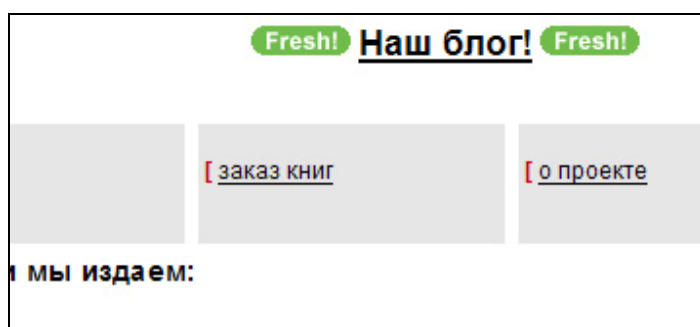 Fresh! Наш блог! Fresh!
[ заказ книг [ о проекте
и мы издаем: